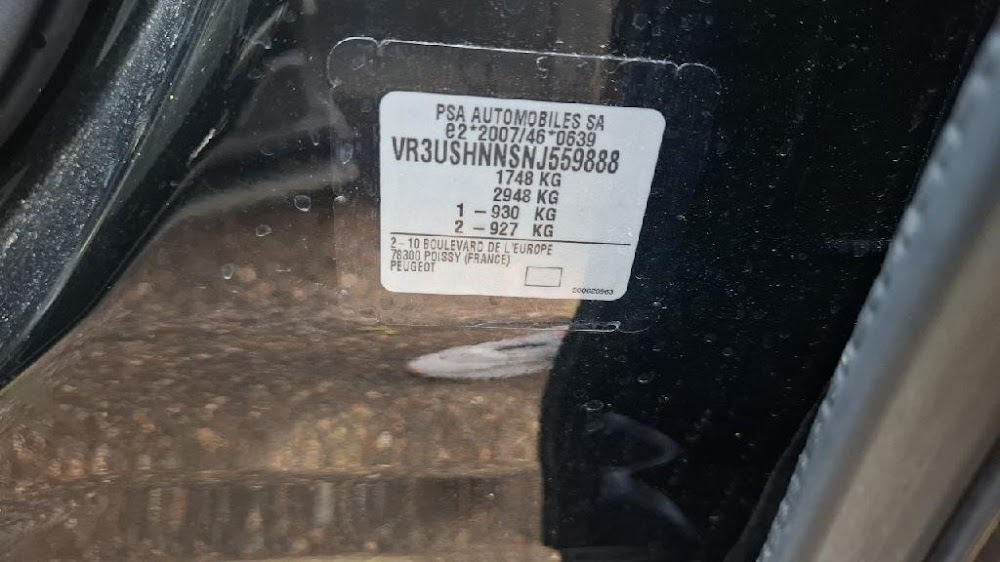 PSA AUTOMOBILES SA
e2*2007/46*0639
VR3USHNNSNJ559888
1748 KG
2948 KG
1 – 930 KG
2 – 927 KG
2 – 10 BOULEVARD DE L'EUROPE
78300 POISSY (FRANCE)
PEUGEOT